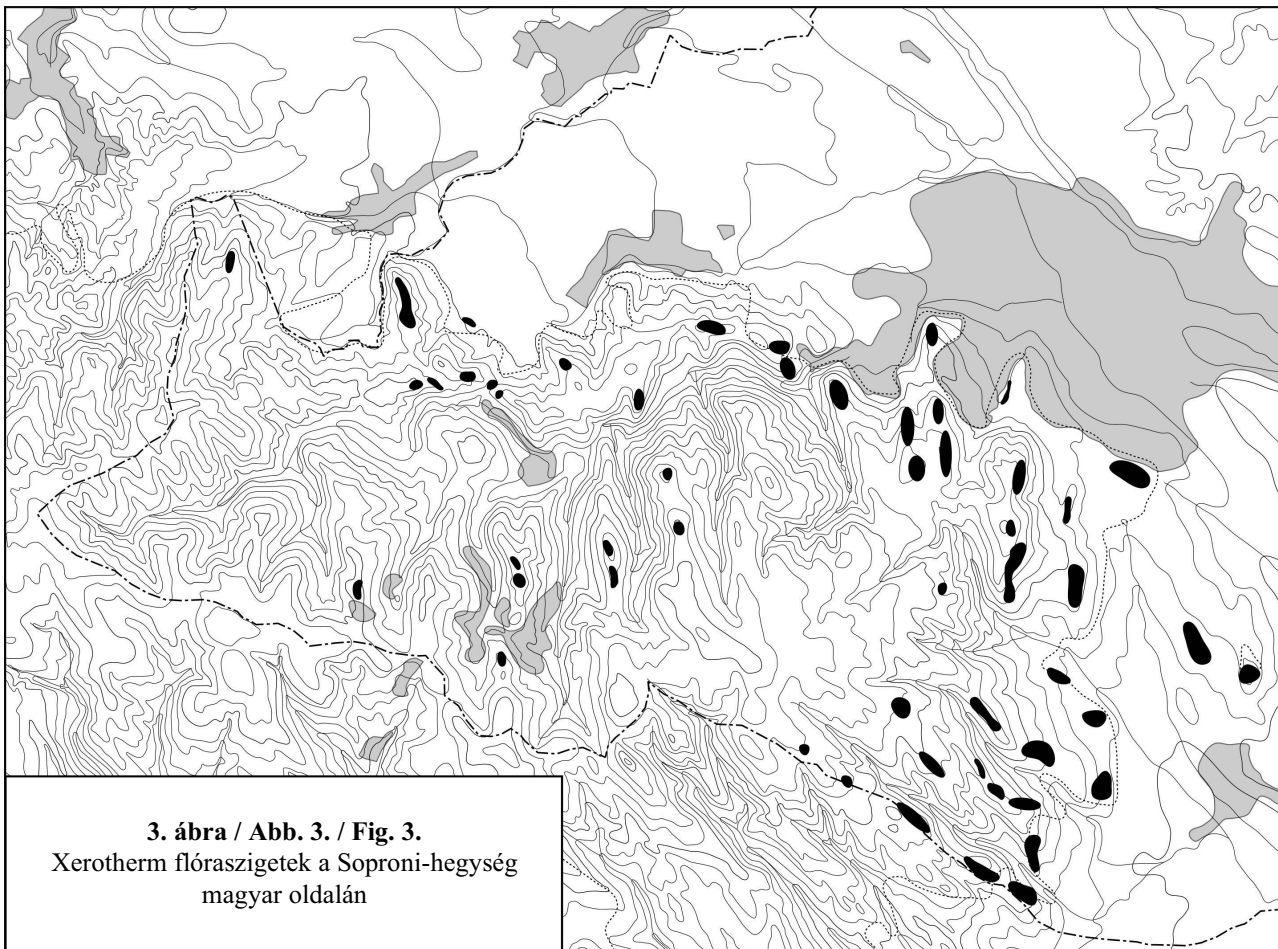 3. ábra / Abb. 3. / Fig. 3.
Xerotherm flóraszigetek a Soproni-hegység
magyar oldalán